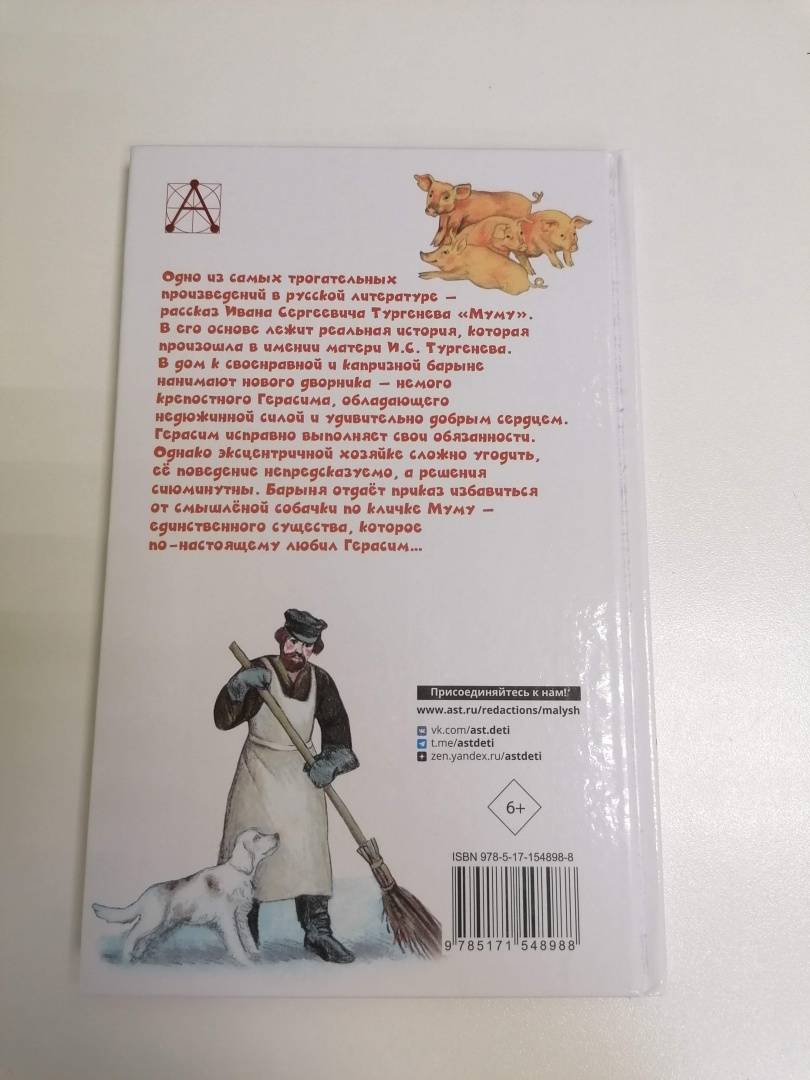 Одно из самых трогательных
произведений в русской литературе —
рассказ Ивана Сергеевича Тургенева «Муму».
В его основе лежит реальная история, которая
произошла в имении матери И.С. Тургенева.
В дом к своенравной и капризной барыне
нанимают нового дворника — немого
крепостного Герасима, обладающего
недюжинной силой и удивительно добрым сердцем.
Герасим исправно выполняет свои обязанности.
Однако эксцентричной хозяйке сложно угодить,
её поведение непредсказуемо, а решения
сиюминутны. Барыня отдаёт приказ избавиться
от смышлёной собачки по кличке Муму —
единственного существа, которое
по-настоящему любил Герасим...
Присоединяйтесь к нам!
www.ast.ru/redactions/malysh
vk.com/ast.deti
t.me/astdeti
zen.yandex.ru/astdeti
6+
ISBN 978-5-17-154898-8
9 785171 548988